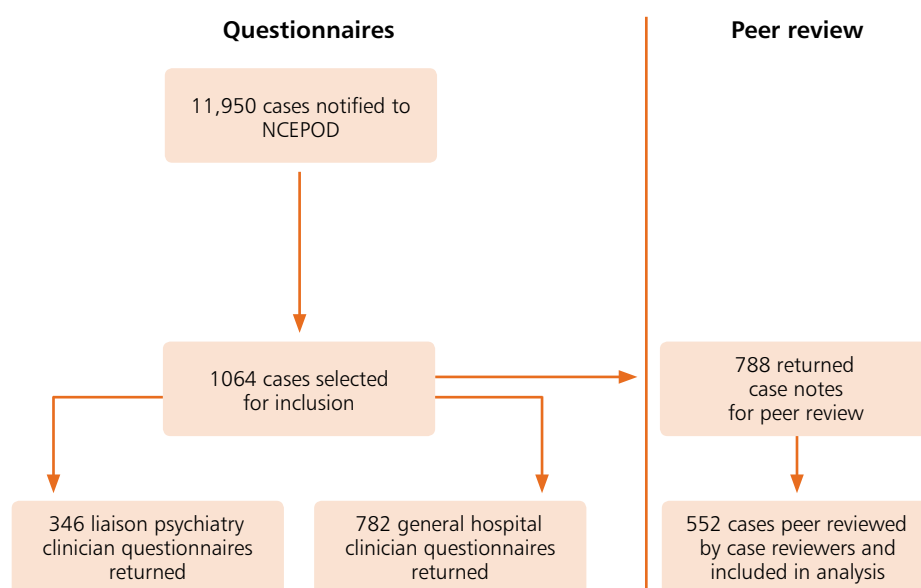 Questionnaires
Peer review
11,950 cases notified to
NCEPOD
1064 cases selected
for inclusion
788 returned
case notes
for peer review
346 liaison psychiatry
clinician questionnaires
returned
782 general hospital
clinician questionnaires
returned
552 cases peer reviewed
by case reviewers and
included in analysis